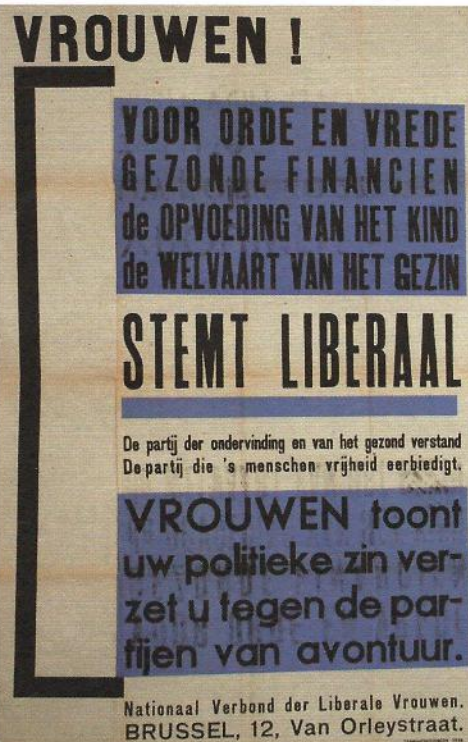 VROUWEN !
VOOR ORDE EN VREDE
GEZONDE FINANCIEN
de OPVOEDING VAN HET KIND
de WELVAART VAN HET GEZIN
STEMT LIBERAAL
De partij der ondervinding en van het gezond verstand
De partij die 's menschen vrijheid eerbiedigt.
VROUWEN toont
uw politieke zin ver-
zet u tegen de par-
tijen van avontuur.
Nationaal Verbond der Liberale Vrouwen.
BRUSSEL, 12, Van Orleystraat.